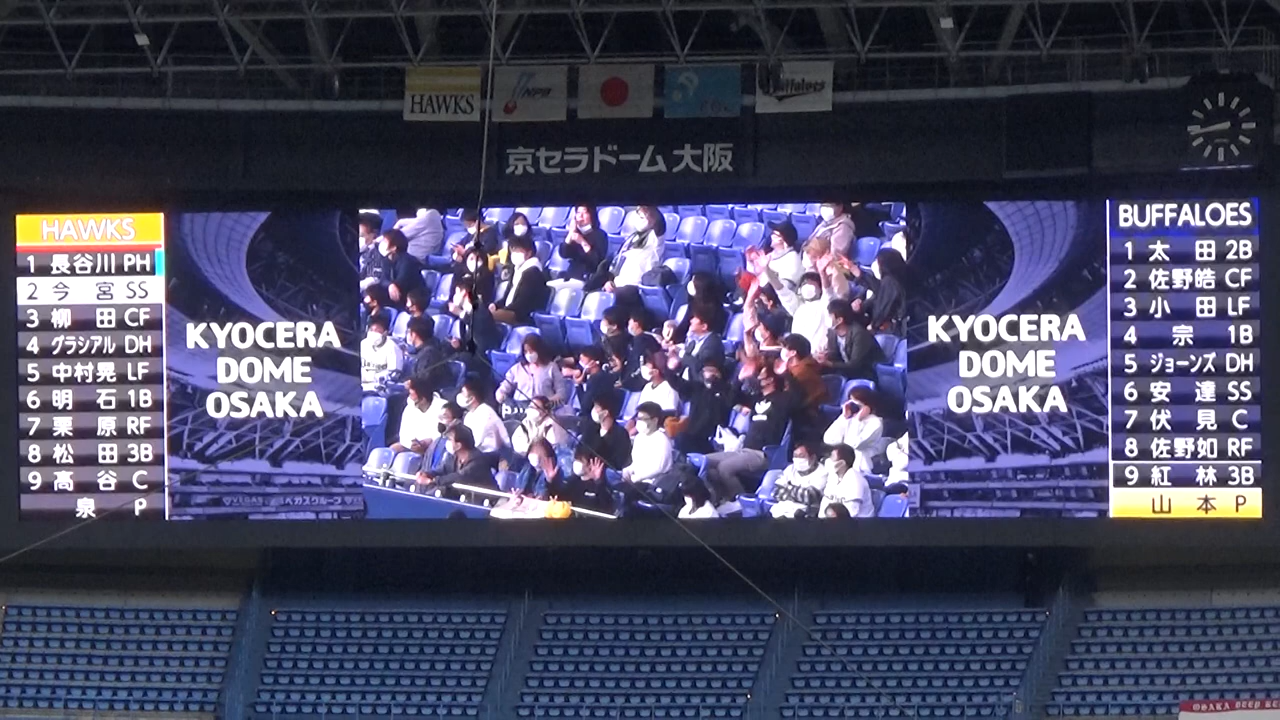 HAWKS
NPB
Buffaloes
京セラドーム大阪
HAWKS
1 長谷川 PH
2 今宮 SS
3 柳田 CF
4 グラシアル DH
5 中村晃 LF
6 明石 1B
7 栗原 RF
8 松田 3B
9 高谷 C
泉 P
KYOCERA
DOME
OSAKA
KYOCERA
DOME
OSAKA
BUFFALOES
1 太田 2B
2 佐野皓 CF
3 小田 LF
4 宗 1B
5 ジョーンズ DH
6 安達 SS
7 伏見 C
8 佐野如 RF
9 紅林 3B
山本 P